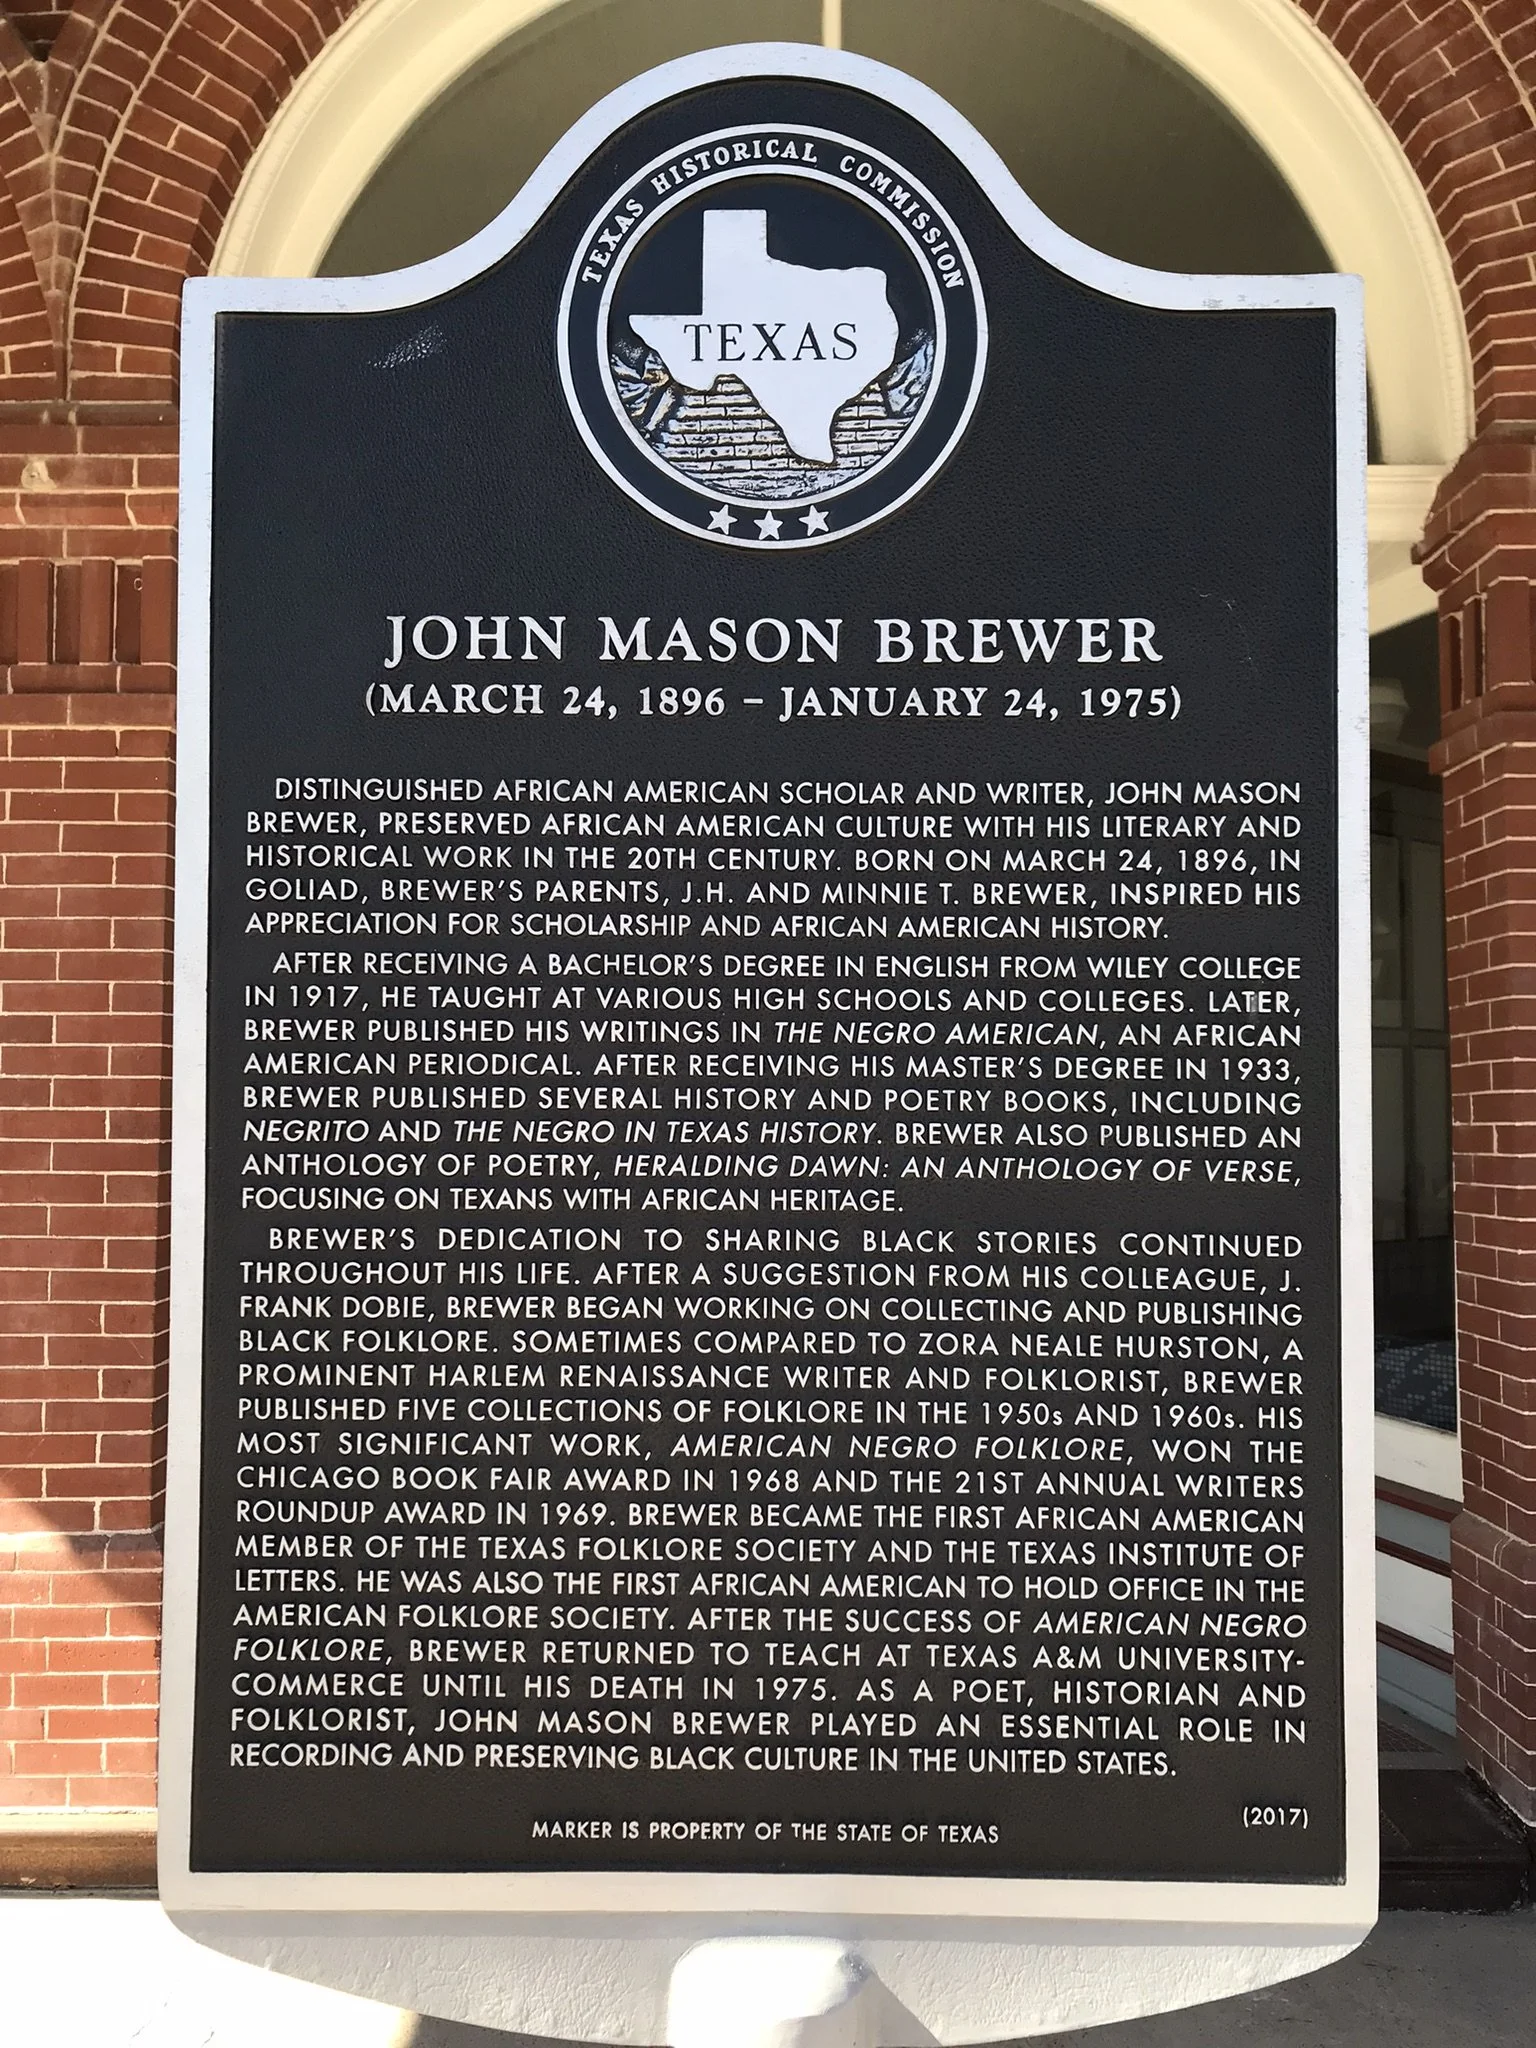 TEXAS HISTORICAL COMMISSION
TEXAS
JOHN MASON BREWER
(MARCH 24, 1896 – JANUARY 24, 1975)
DISTINGUISHED AFRICAN AMERICAN SCHOLAR AND WRITER, JOHN MASON
BREWER, PRESERVED AFRICAN AMERICAN CULTURE WITH HIS LITERARY AND
HISTORICAL WORK IN THE 20TH CENTURY. BORN ON MARCH 24, 1896, IN
GOLIAD, BREWER'S PARENTS, J.H. AND MINNIE T. BREWER, INSPIRED HIS
APPRECIATION FOR SCHOLARSHIP AND AFRICAN AMERICAN HISTORY.
AFTER RECEIVING A BACHELOR'S DEGREE IN ENGLISH FROM WILEY COLLEGE
IN 1917, HE TAUGHT AT VARIOUS HIGH SCHOOLS AND COLLEGES. LATER,
BREWER PUBLISHED HIS WRITINGS IN THE NEGRO AMERICAN, AN AFRICAN
AMERICAN PERIODICAL. AFTER RECEIVING HIS MASTER'S DEGREE IN 1933,
BREWER PUBLISHED SEVERAL HISTORY AND POETRY BOOKS, INCLUDING
NEGRITO AND THE NEGRO IN TEXAS HISTORY. BREWER ALSO PUBLISHED AN
ANTHOLOGY OF POETRY, HERALDING DAWN: AN ANTHOLOGY OF VERSE,
FOCUSING ON TEXANS WITH AFRICAN HERITAGE.
BREWER'S DEDICATION TO SHARING BLACK STORIES CONTINUED
THROUGHOUT HIS LIFE. AFTER A SUGGESTION FROM HIS COLLEAGUE, J.
FRANK DOBIE, BREWER BEGAN WORKING ON COLLECTING AND PUBLISHING
BLACK FOLKLORE. SOMETIMES COMPARED TO ZORA NEALE HURSTON, A
PROMINENT HARLEM RENAISSANCE WRITER AND FOLKLORIST, BREWER
PUBLISHED FIVE COLLECTIONS OF FOLKLORE IN THE 1950s AND 1960s. HIS
MOST SIGNIFICANT WORK, AMERICAN NEGRO FOLKLORE, WON THE
CHICAGO BOOK FAIR AWARD IN 1968 AND THE 21ST ANNUAL WRITERS
ROUNDUP AWARD IN 1969. BREWER BECAME THE FIRST AFRICAN AMERICAN
MEMBER OF THE TEXAS FOLKLORE SOCIETY AND THE TEXAS INSTITUTE OF
LETTERS. HE WAS ALSO THE FIRST AFRICAN AMERICAN TO HOLD OFFICE IN THE
AMERICAN FOLKLORE SOCIETY. AFTER THE SUCCESS OF AMERICAN NEGRO
FOLKLORE, BREWER RETURNED TO TEACH AT TEXAS A&M UNIVERSITY-
COMMERCE UNTIL HIS DEATH IN 1975. AS A POET, HISTORIAN AND
FOLKLORIST, JOHN MASON BREWER PLAYED AN ESSENTIAL ROLE IN
RECORDING AND PRESERVING BLACK CULTURE IN THE UNITED STATES.
(2017)
MARKER IS PROPERTY OF THE STATE OF TEXAS